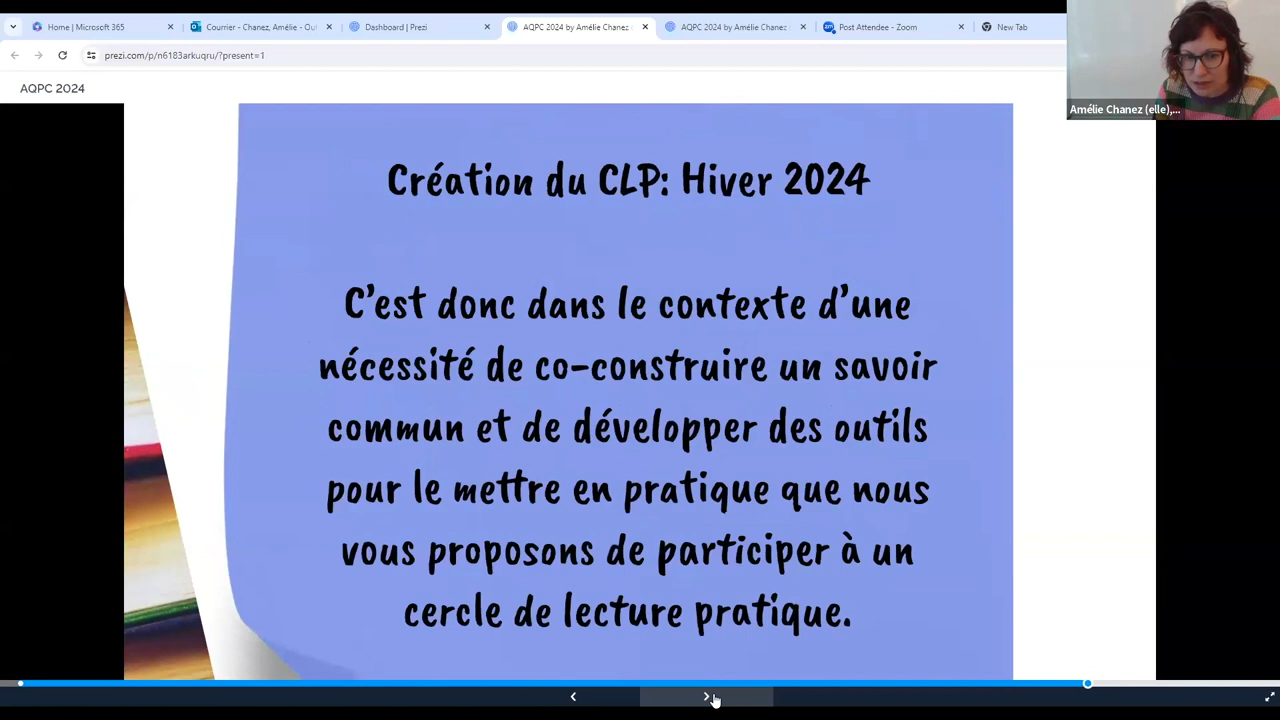 Home | Microsoft 365
Courrier - Chanez, Amélie - Out
Dashboard | Prezi
AQPC 2024 by Amélie Chanez
AQPC 2024 by Amélie Chanez
Post Attendee - Zoom
New Tab
prezi.com/p/n6183arkuqru/?present=1
AQPC 2024
Amélie Chanez (elle),...
Création du CLP: Hiver 2024
C'est donc dans le contexte d'une
nécessité de co-construire un savoir
commun et de développer des outils
pour le mettre en pratique que nous
vous proposons de participer à un
cercle de lecture pratique.